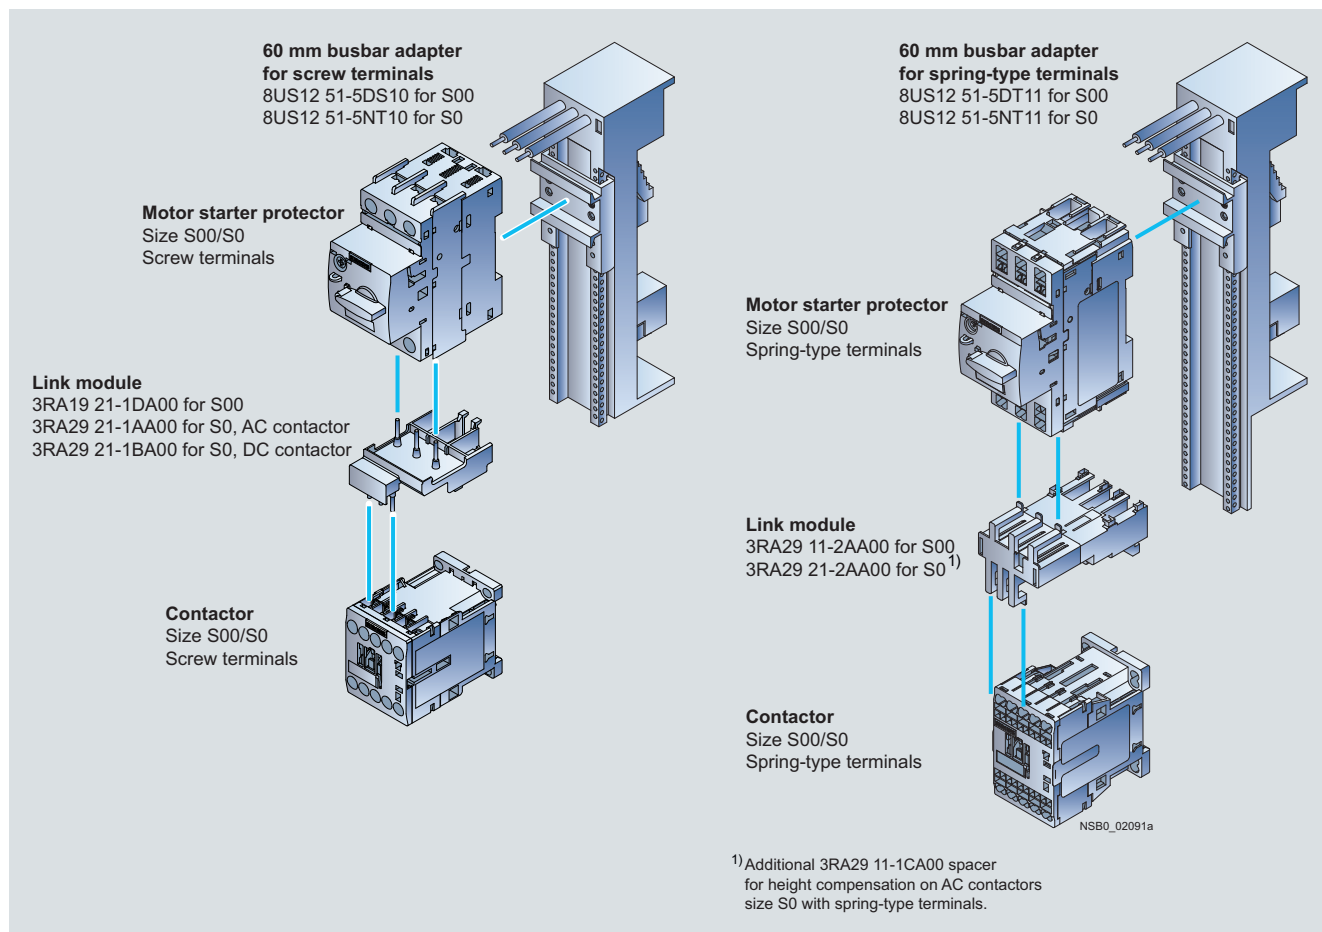 60 mm busbar adapter
for screw terminals
8US12 51-5DS10 for S00
8US12 51-5NT10 for S0
Motor starter protector
Size S00/S0
Screw terminals
Link module
3RA19 21-1DA00 for S00
3RA29 21-1AA00 for S0, AC contactor
3RA29 21-1BA00 for S0, DC contactor
Contactor
Size S00/S0
Screw terminals
60 mm busbar adapter
for spring-type terminals
8US12 51-5DT11 for S00
8US12 51-5NT11 for S0
Motor starter protector
Size S00/S0
Spring-type terminals
Link module
3RA29 11-2AA00 for S00
3RA29 21-2AA00 for S0 1)
Contactor
Size S00/S0
Spring-type terminals
NSB0_02091a
1) Additional 3RA29 11-1CA00 spacer
for height compensation on AC contactors
size S0 with spring-type terminals.